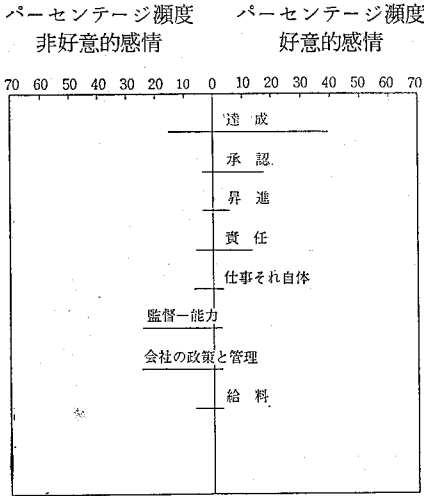 パーセンテージ瀕度 パーセンテージ瀕度
非好意的感情 好意的感情
70 60 50 40 30 20 10 0 10 20 30 40 50 60 70
達成
承認
昇進
責任
仕事それ自体
監督―能力
会社の政策と管理
給料